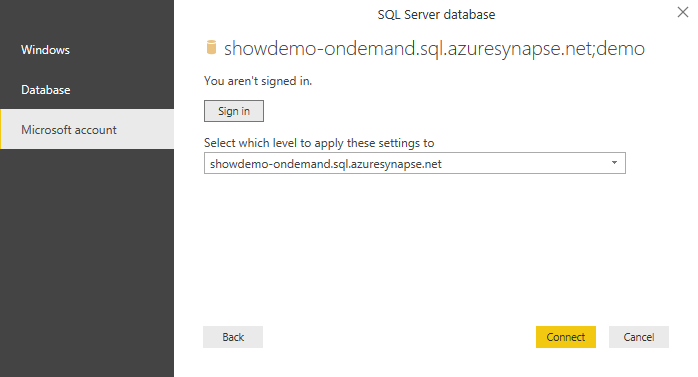 SQL Server database
Windows
Database
Microsoft account
showdemo-ondemand.sql.azuresynapse.net;demo
You aren't signed in.
Sign in
Select which level to apply these settings to
showdemo-ondemand.sql.azuresynapse.net
Back
Connect
Cancel